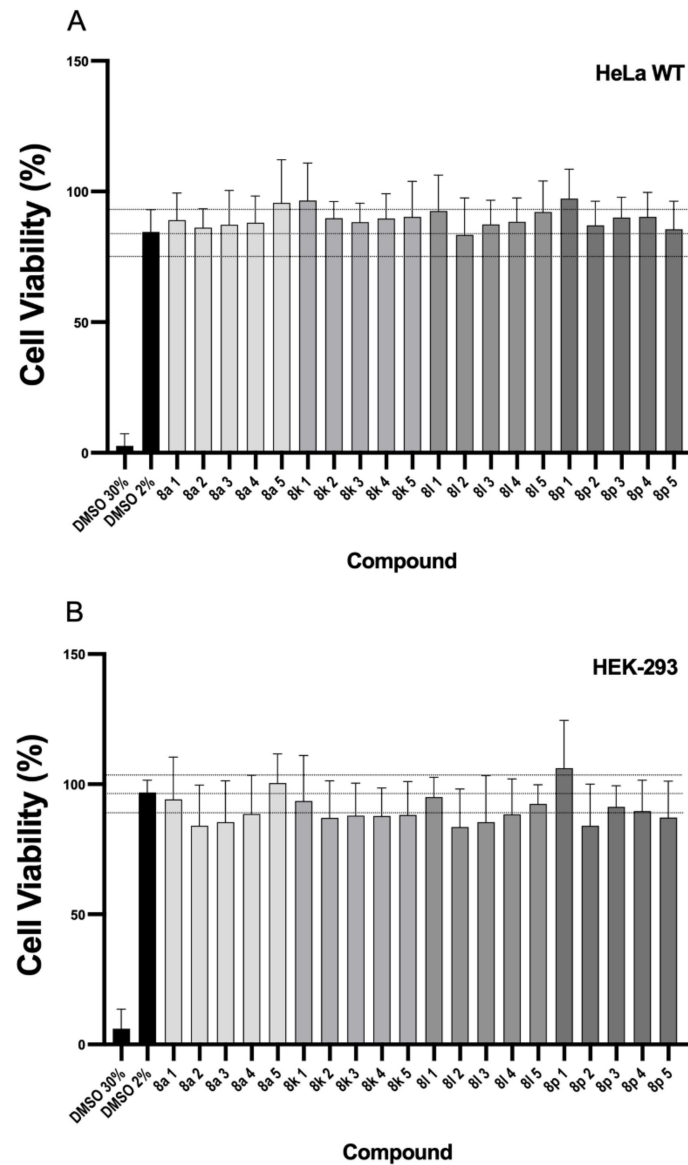 A
HeLa WT
Cell Viability (%)
150
100
50
0
DMSO 30%
DMSO 2%
8a 1
8a 2
8a 3
8a 4
8a 5
8k 1
8k 2
8k 3
8k 4
8k 5
8l 1
8l 2
8l 3
8l 4
8l 5
8p 1
8p 2
8p 3
8p 4
8p 5
Compound
B
HEK-293
Cell Viability (%)
150
100
50
0
DMSO 30%
DMSO 2%
8a 1
8a 2
8a 3
8a 4
8a 5
8k 1
8k 2
8k 3
8k 4
8k 5
8l 1
8l 2
8l 3
8l 4
8l 5
8p 1
8p 2
8p 3
8p 4
8p 5
Compound